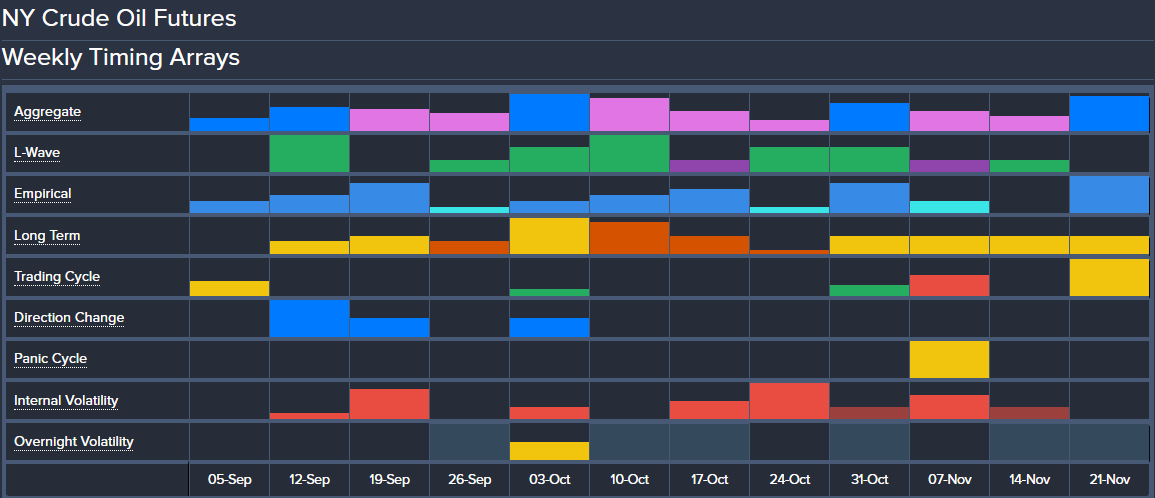 NY Crude Oil Futures
Weekly Timing Arrays
Aggregate
L-Wave
Empirical
Long Term
Trading Cycle
Direction Change
Panic Cycle
Internal Volatility
Overnight Volatility
05-Sep 12-Sep 19-Sep 26-Sep 03-Oct 10-Oct 17-Oct 24-Oct 31-Oct 07-Nov 14-Nov 21-Nov